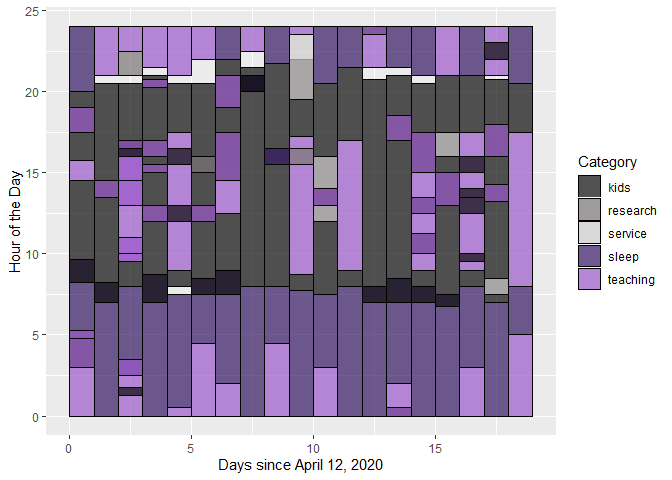 25
20
15
10
5
0
Hour of the Day
0
5
10
15
Days since April 12, 2020
Category
kids
research
service
sleep
teaching